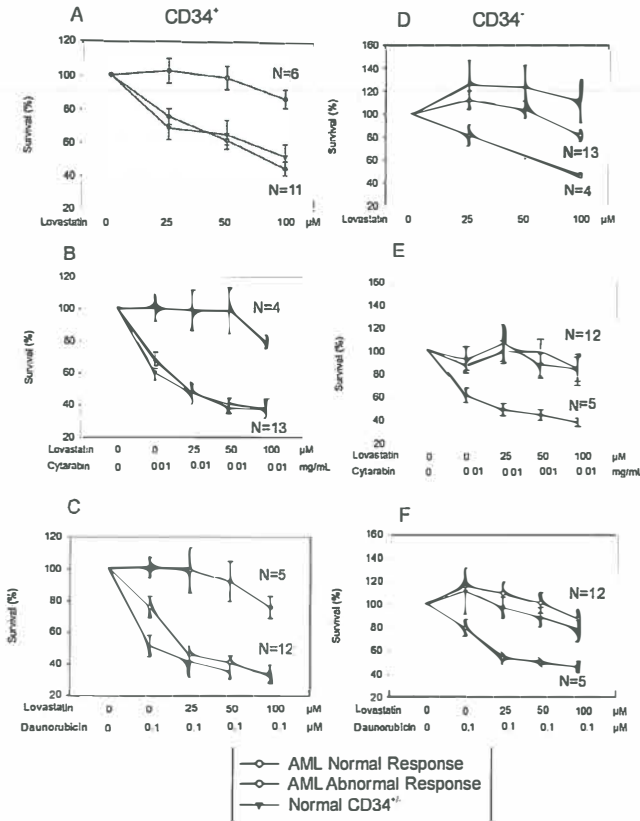 A CD34⁺
120
100
80
60
40
20
Survival (%)
N=6
N=11
Lovastatin 0 25 50 100 µM
D CD34⁻
160
140
120
100
80
60
40
20
Survival (%)
N=13
N=4
Lovastatin 0 25 50 100 µM
B
120
100
80
60
40
20
Survival (%)
N=4
N=13
Lovastatin 0 0 25 50 100 µM
Cytarabin 0 0.01 0.01 0.01 0.01 mg/mL
E
160
140
120
100
80
60
40
Survival (%)
N=12
N=5
Lovastatin 0 0 25 50 100 µM
Cytarabin 0 0.01 0.01 0.01 0.01 mg/mL
C
120
100
80
60
40
20
Survival (%)
N=5
N=12
Lovastatin 0 0 25 50 100 µM
Daunorubicin 0 0.1 0.1 0.1 0.1 µM
F
160
140
120
100
80
60
40
20
Survival (%)
N=12
N=5
Lovastatin 0 0 25 50 100 µM
Daunorubicin 0 0.1 0.1 0.1 0.1 µM
AML Normal Response
AML Abnormal Response
Normal CD34⁺/⁻